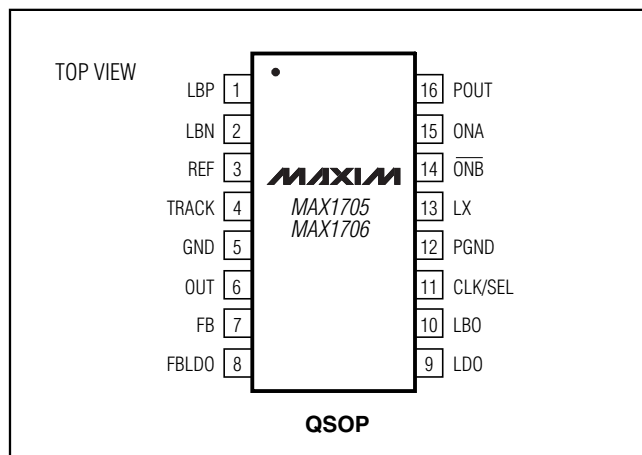 TOP VIEW
LBP 1
LBN 2
REF 3
TRACK 4
GND 5
OUT 6
FB 7
FBLDO 8
MAXIM
MAX1705
MAX1706
16 POUT
15 ONA
14 O̅N̅B̅
13 LX
12 PGND
11 CLK/SEL
10 LBO
9 LDO
QSOP